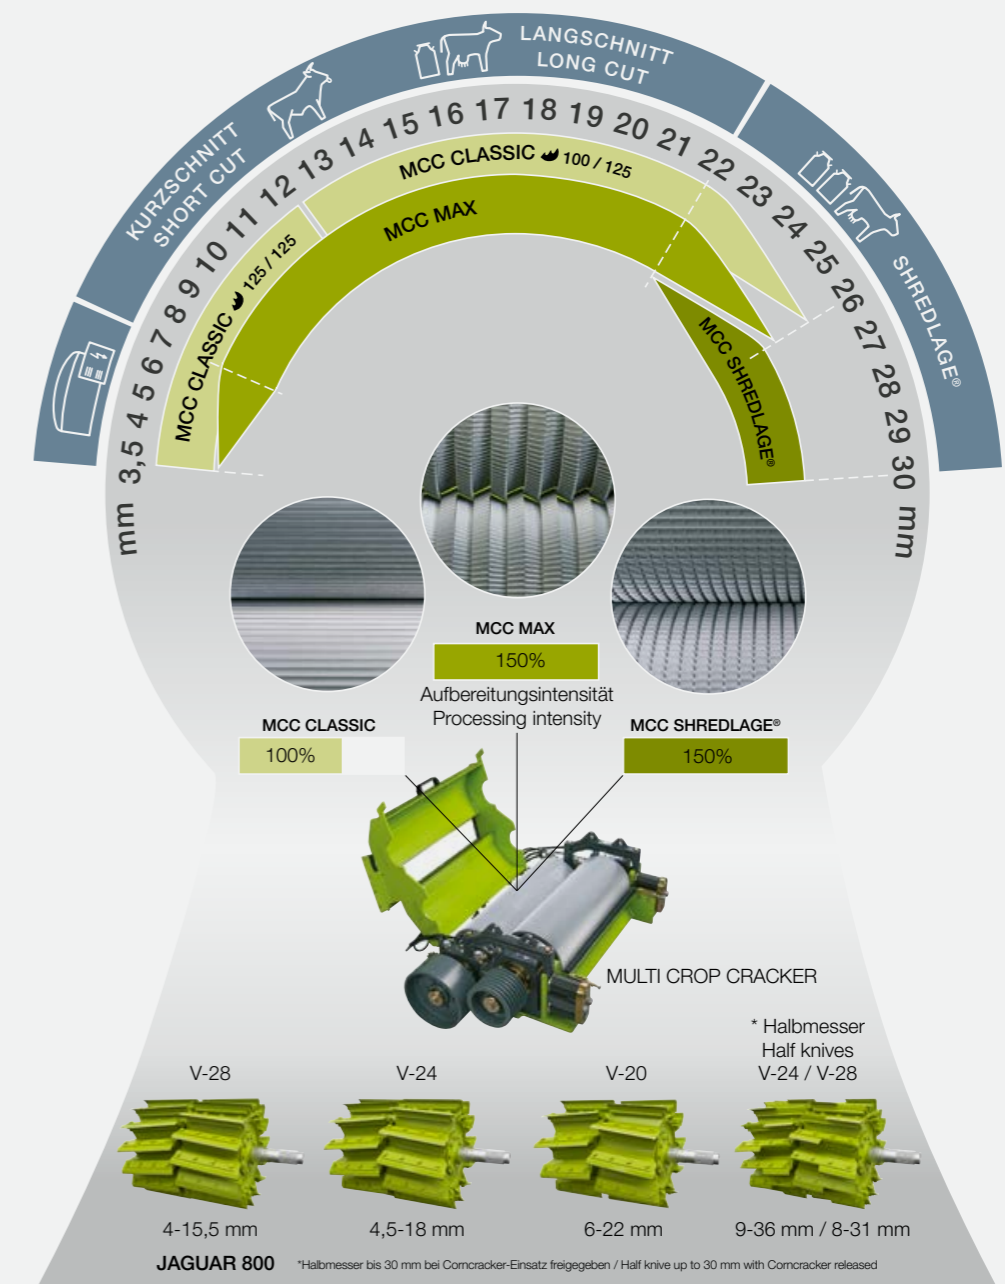 KURZSCHNITT
SHORT CUT
LANGSCHNITT
LONG CUT
SHREDLAGE®
mm 3,5 4 5 6 7 8 9 10 11 12 13 14 15 16 17 18 19 20 21 22 23 24 25 26 27 28 29 30 mm
MCC CLASSIC 125 / 125
MCC CLASSIC 100 / 125
MCC MAX
MCC SHREDLAGE®
MCC MAX
150%
Aufbereitungsintensität
Processing intensity
MCC CLASSIC
100%
MCC SHREDLAGE®
150%
MULTI CROP CRACKER
* Halbmesser
Half knives
V-28 V-24 V-20 V-24 / V-28
4-15,5 mm 4,5-18 mm 6-22 mm 9-36 mm / 8-31 mm
JAGUAR 800 *Halbmesser bis 30 mm bei Corncracker-Einsatz freigegeben / Half knive up to 30 mm with Corncracker released